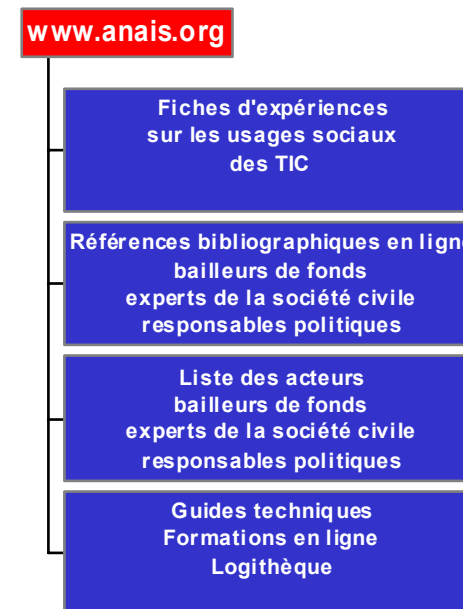 www.anais.org
Fiches d'expériences
sur les usages sociaux
des TIC
Références bibliographiques en ligne
bailleurs de fonds
experts de la société civile
responsables politiques
Liste des acteurs
bailleurs de fonds
experts de la société civile
responsables politiques
Guides techniques
Formations en ligne
Logithèque